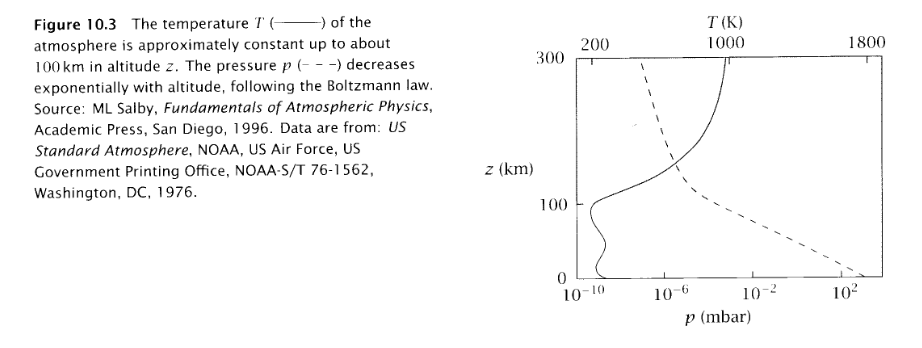 Figure 10.3 The temperature T (——) of the
atmosphere is approximately constant up to about
100 km in altitude z. The pressure p (– – –) decreases
exponentially with altitude, following the Boltzmann law.
Source: ML Salby, Fundamentals of Atmospheric Physics,
Academic Press, San Diego, 1996. Data are from: US
Standard Atmosphere, NOAA, US Air Force, US
Government Printing Office, NOAA-S/T 76-1562,
Washington, DC, 1976.
T (K)
200 1000 1800
300
z (km)
100
0
10⁻¹⁰ 10⁻⁶ 10⁻² 10²
p (mbar)